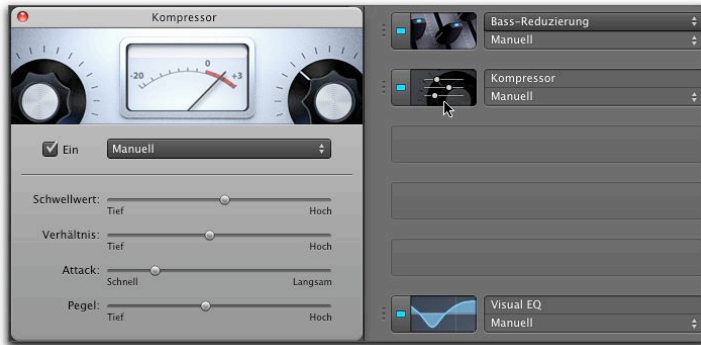 Kompressor
-20
0
+3
Ein
Manuell
Schwellwert:
Tief
Hoch
Verhältnis:
Tief
Hoch
Attack:
Schnell
Langsam
Pegel:
Tief
Hoch
Bass-Reduzierung
Manuell
Kompressor
Manuell
Visual EQ
Manuell